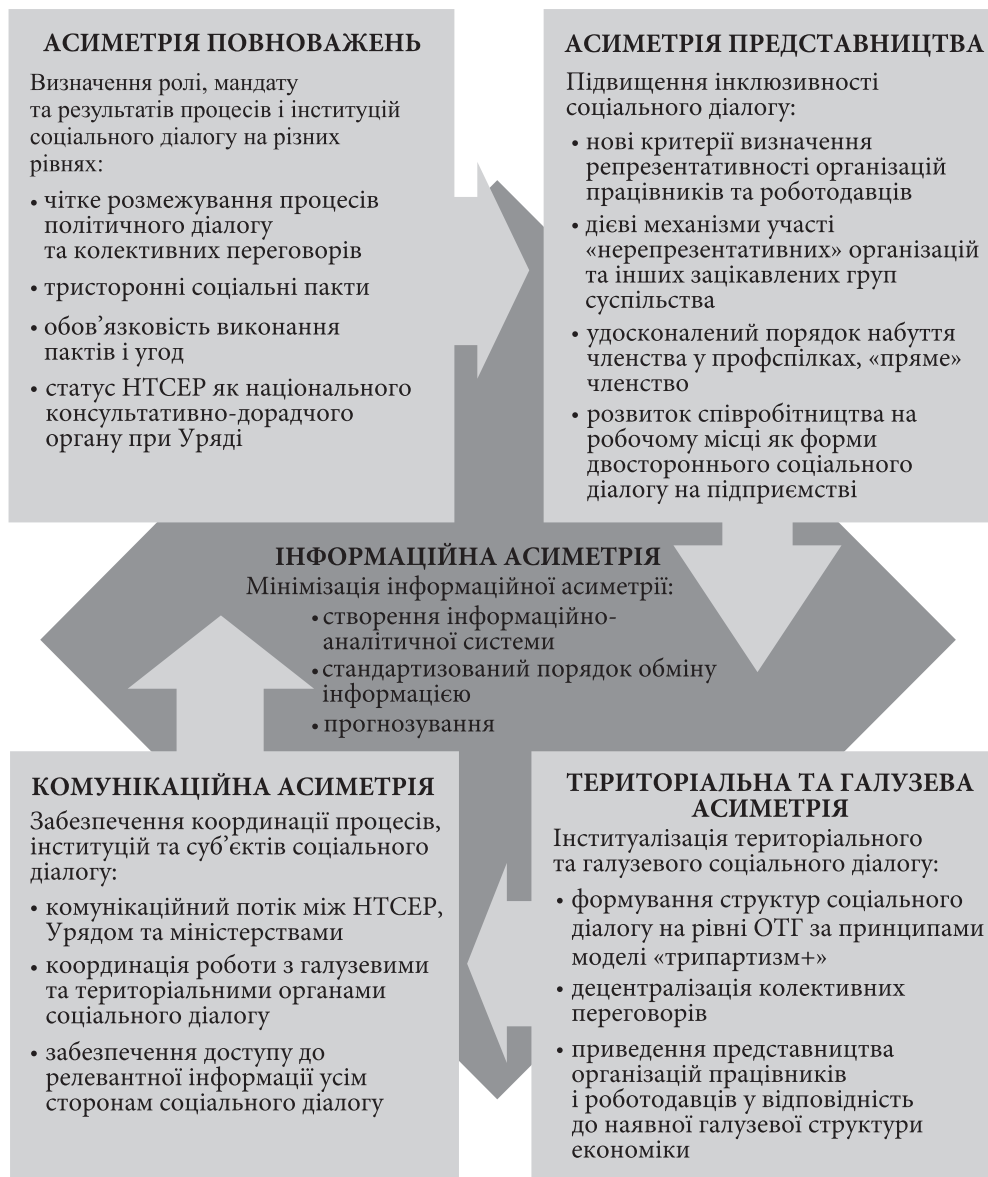 АСИМЕТРІЯ ПОВНОВАЖЕНЬ
Визначення ролі, мандату
та результатів процесів і інституцій
соціального діалогу на різних
рівнях:
• чітке розмежування процесів
політичного діалогу
та колективних переговорів
• тристоронні соціальні пакти
• обов’язковість виконання
пактів і угод
• статус НТСЕР як національного
консультативно-дорадчого
органу при Уряді
АСИМЕТРІЯ ПРЕДСТАВНИЦТВА
Підвищення інклюзивності
соціального діалогу:
• нові критерії визначення
репрезентативності організацій
працівників та роботодавців
• дієві механізми участі
«нерепрезентативних» організацій
та інших зацікавлених груп
суспільства
• удосконалений порядок набуття
членства у профспілках, «пряме»
членство
• розвиток співробітництва на
робочому місці як форми
двостороннього соціального
діалогу на підприємстві
ІНФОРМАЦІЙНА АСИМЕТРІЯ
Мінімізація інформаційної асиметрії:
• створення інформаційно-
аналітичної системи
• стандартизований порядок обміну
інформацією
• прогнозування
КОМУНІКАЦІЙНА АСИМЕТРІЯ
Забезпечення координації процесів,
інституцій та суб’єктів соціального
діалогу:
• комунікаційний потік між НТСЕР,
Урядом та міністерствами
• координація роботи з галузевими
та територіальними органами
соціального діалогу
• забезпечення доступу до
релевантної інформації усім
сторонам соціального діалогу
ТЕРИТОРІАЛЬНА ТА ГАЛУЗЕВА
АСИМЕТРІЯ
Інституалізація територіального
та галузевого соціального діалогу:
• формування структур соціального
діалогу на рівні ОТГ за принципами
моделі «трипартизм+»
• децентралізація колективних
переговорів
• приведення представництва
організацій працівників
і роботодавців у відповідність
до наявної галузевої структури
економіки